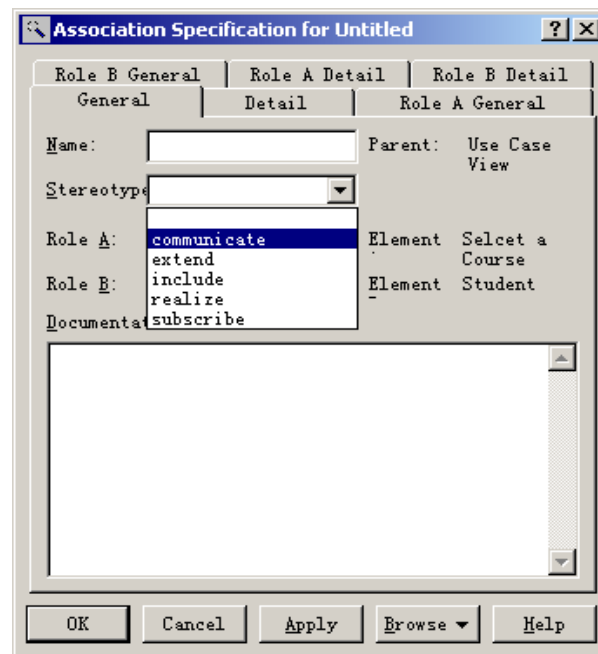 Association Specification for Untitled
Role B General Role A Detail Role B Detail
General Detail Role A General
Name: Parent: Use Case
View
Stereotype
communicate
Role A: Element Selcet a
extend Course
Role B: include Element Student
realize
Documentat subscribe
OK Cancel Apply Browse Help